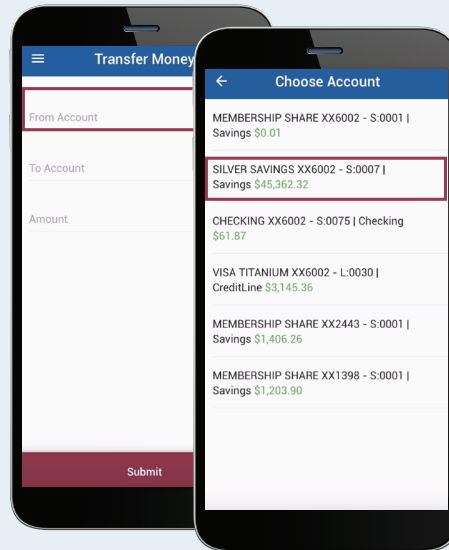 Transfer Money
From Account
To Account
Amount
Submit
Choose Account
MEMBERSHIP SHARE XX6002 - S:0001 |
Savings $0.01
SILVER SAVINGS XX6002 - S:0007 |
Savings $45,362.32
CHECKING XX6002 - S:0075 | Checking
$61.87
VISA TITANIUM XX6002 - L:0030 |
CreditLine $3,145.36
MEMBERSHIP SHARE XX2443 - S:0001 |
Savings $1,406.26
MEMBERSHIP SHARE XX1398 - S:0001 |
Savings $1,203.90